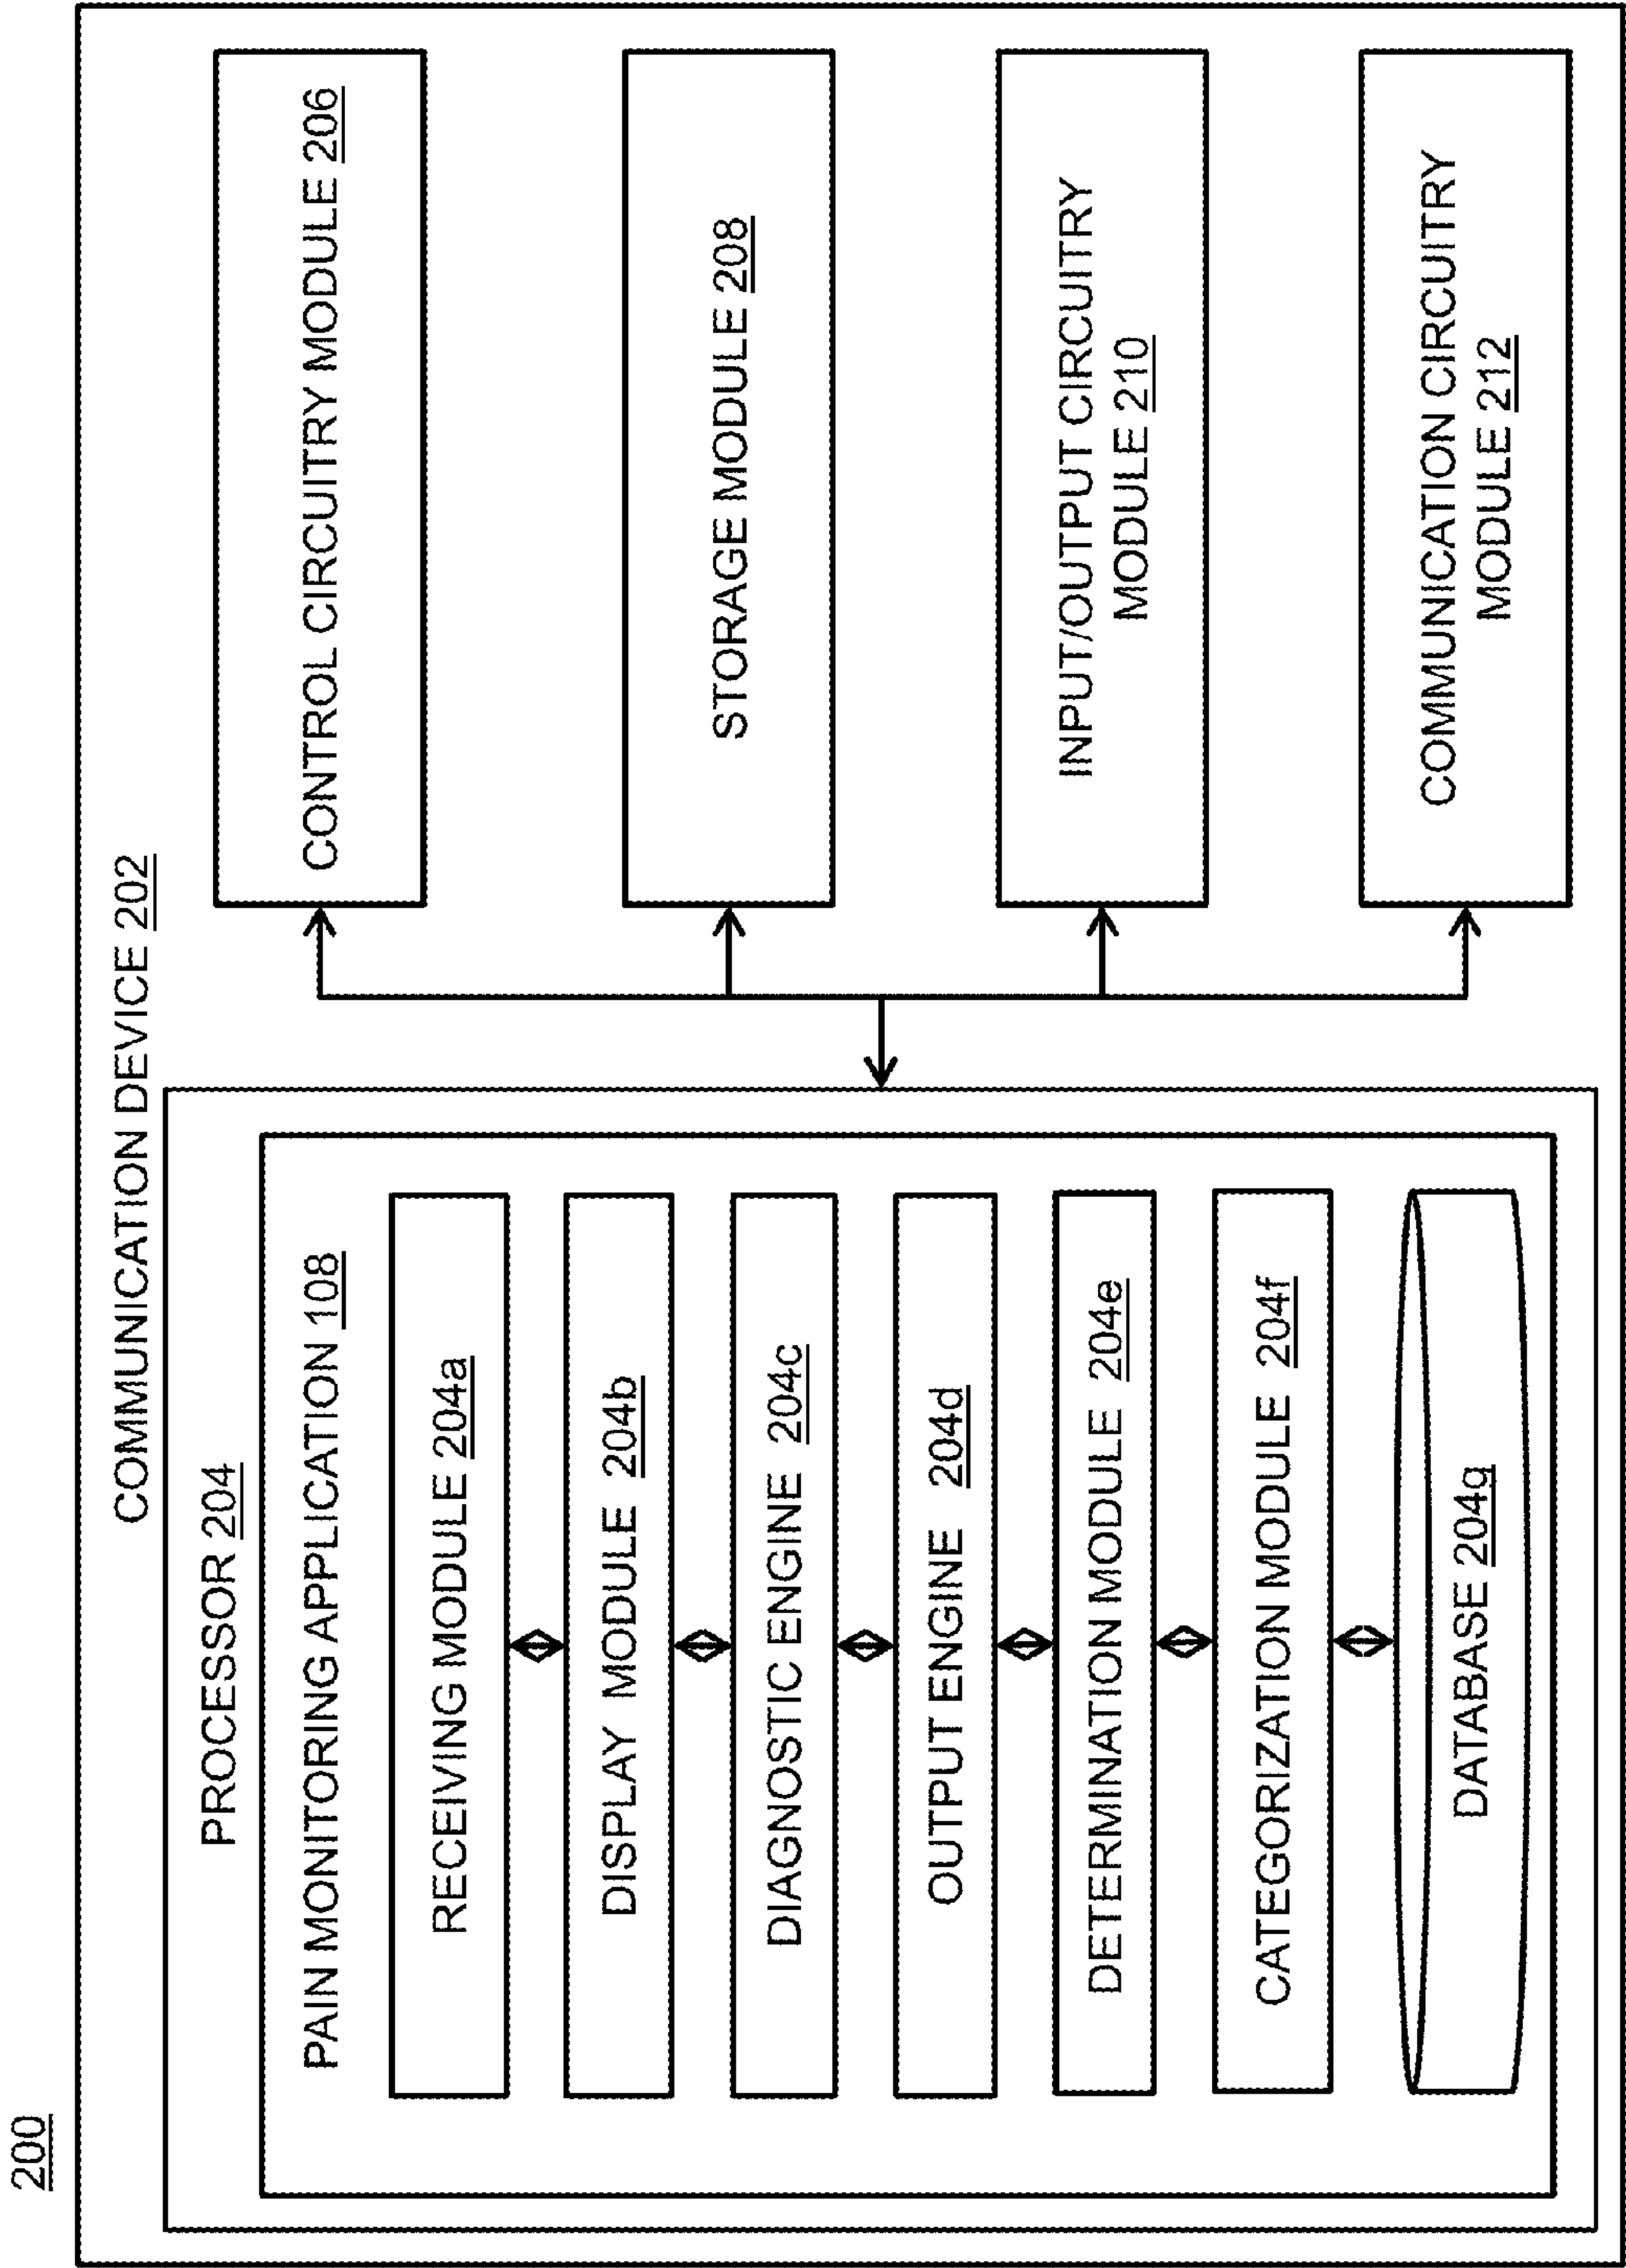 200
COMMUNICATION DEVICE 202
PROCESSOR 204
PAIN MONITORING APPLICATION 108
RECEIVING MODULE 204a
DISPLAY MODULE 204b
DIAGNOSTIC ENGINE 204c
OUTPUT ENGINE 204d
DETERMINATION MODULE 204e
CATEGORIZATION MODULE 204f
DATABASE 204g
CONTROL CIRCUITRY MODULE 206
STORAGE MODULE 208
INPUT/OUTPUT CIRCUITRY
MODULE 210
COMMUNICATION CIRCUITRY
MODULE 212